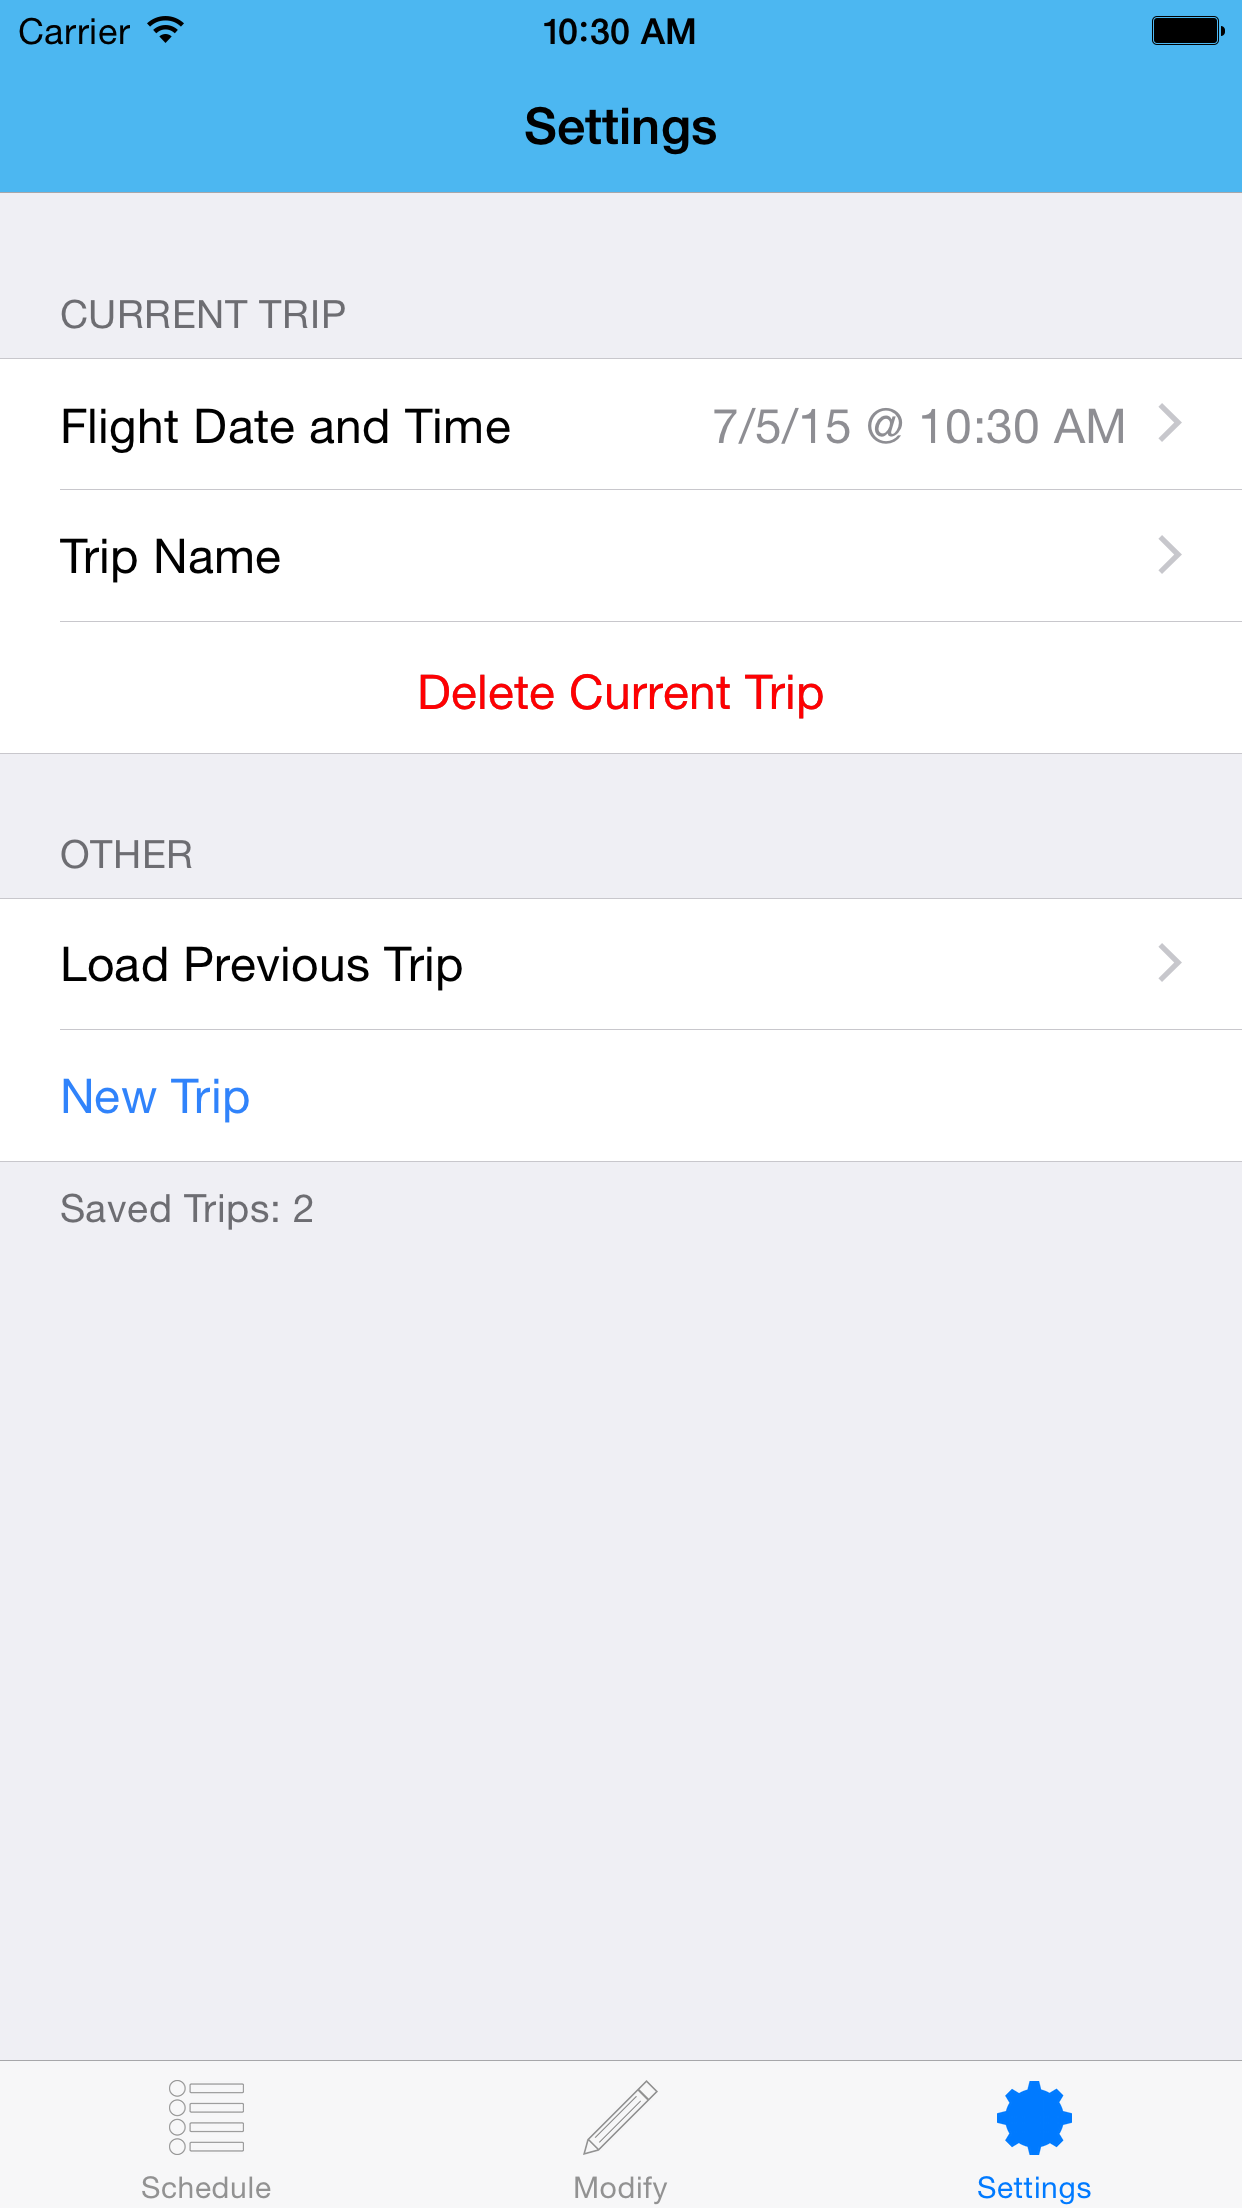 Carrier 10:30 AM
Settings
CURRENT TRIP
Flight Date and Time 7/5/15 @ 10:30 AM
Trip Name
Delete Current Trip
OTHER
Load Previous Trip
New Trip
Saved Trips: 2
Schedule Modify Settings